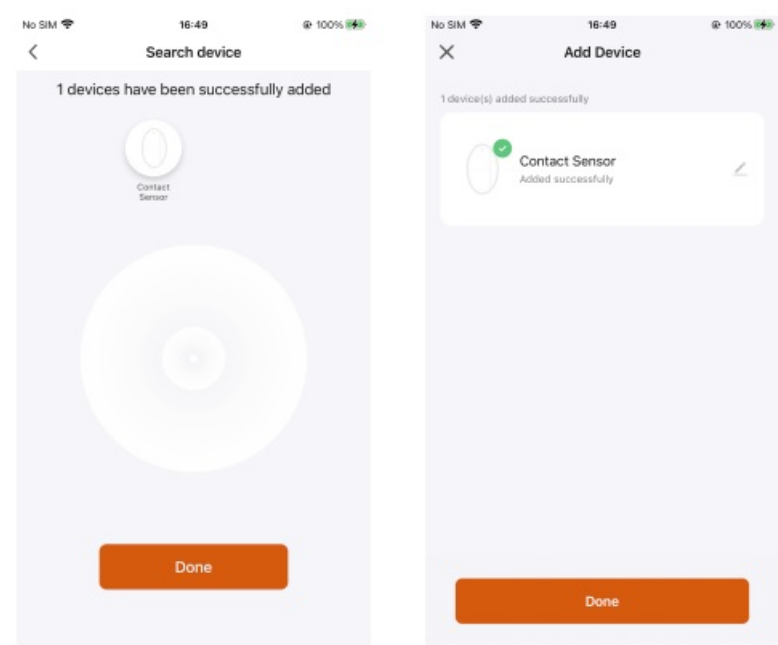 No SIM 16:49 100%
Search device
1 devices have been successfully added
Contact
Sensor
Done
No SIM 16:49 100%
Add Device
1 device(s) added successfully
Contact Sensor
Added successfully
Done